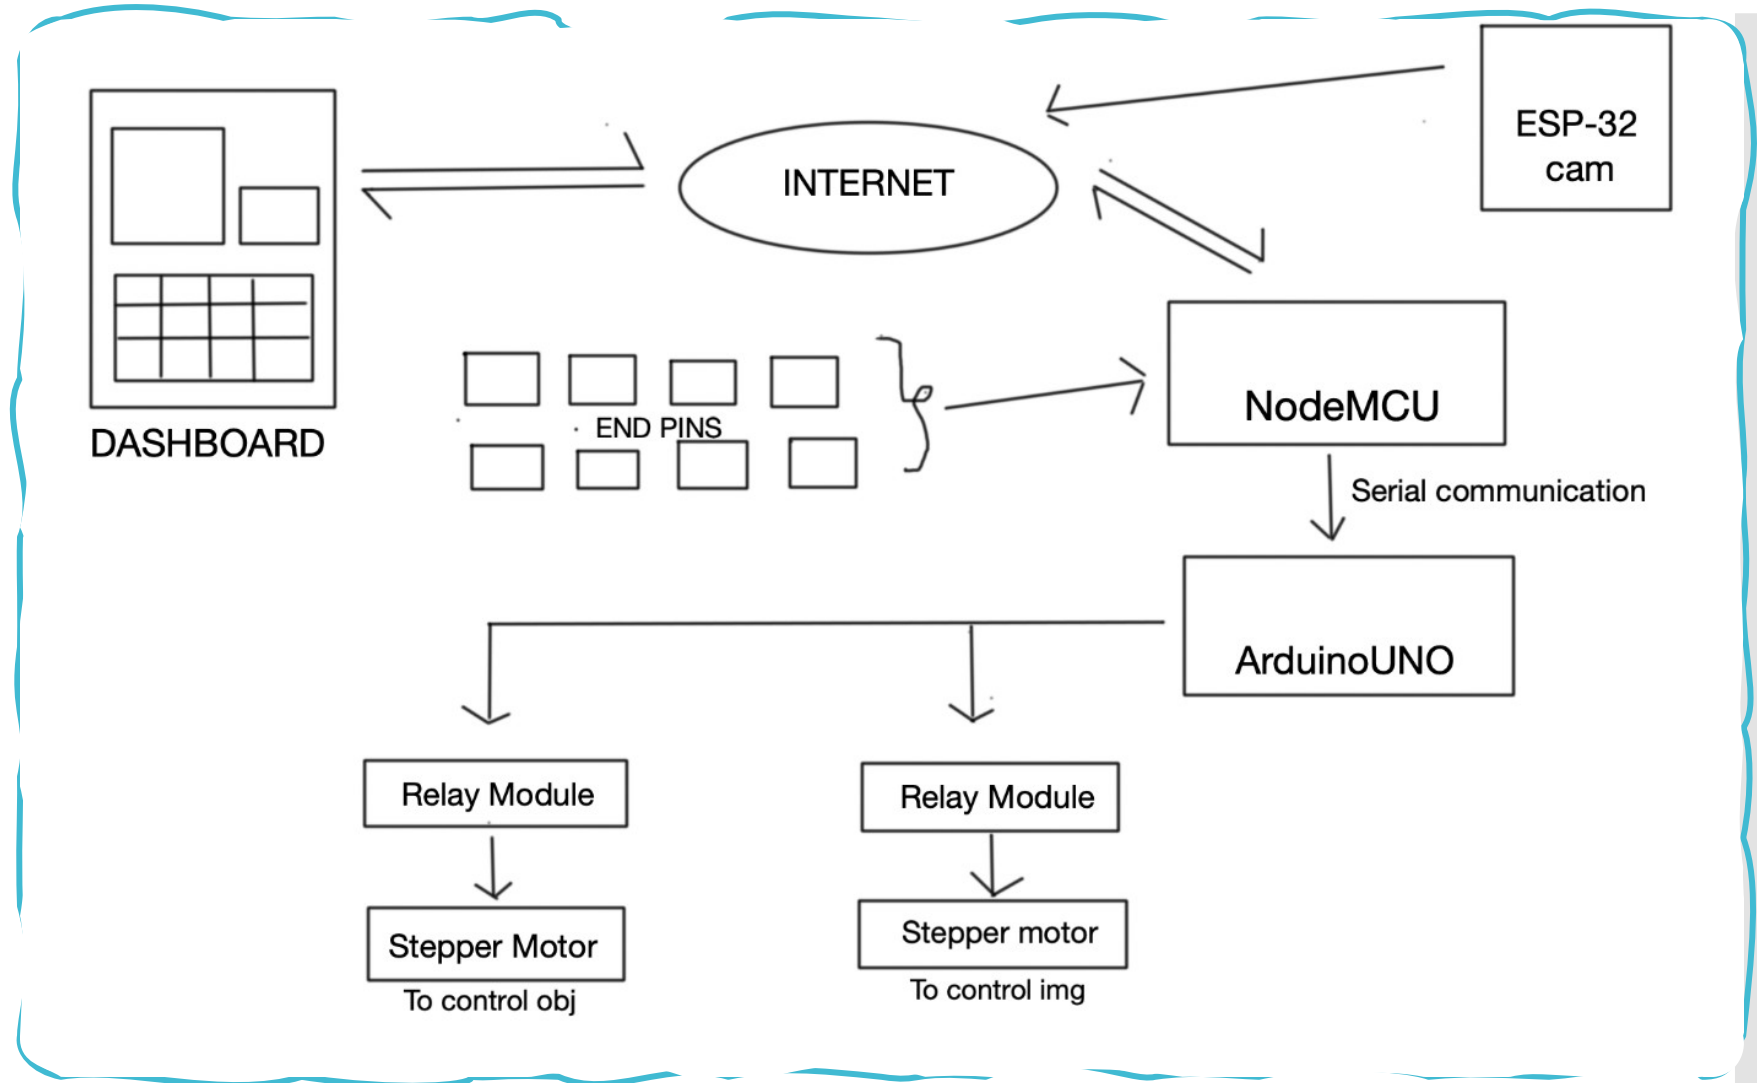 ESP-32
cam
INTERNET
DASHBOARD
END PINS
NodeMCU
Serial communication
ArduinoUNO
Relay Module
Relay Module
Stepper Motor
To control obj
Stepper motor
To control img